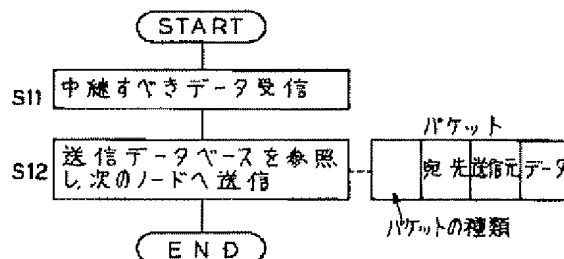 START
S11
中継すべきデータ受信
S12
送信データベースを参照
し,次のノードへ送信
パケット
宛先
送信元
データ
パケットの種類
END